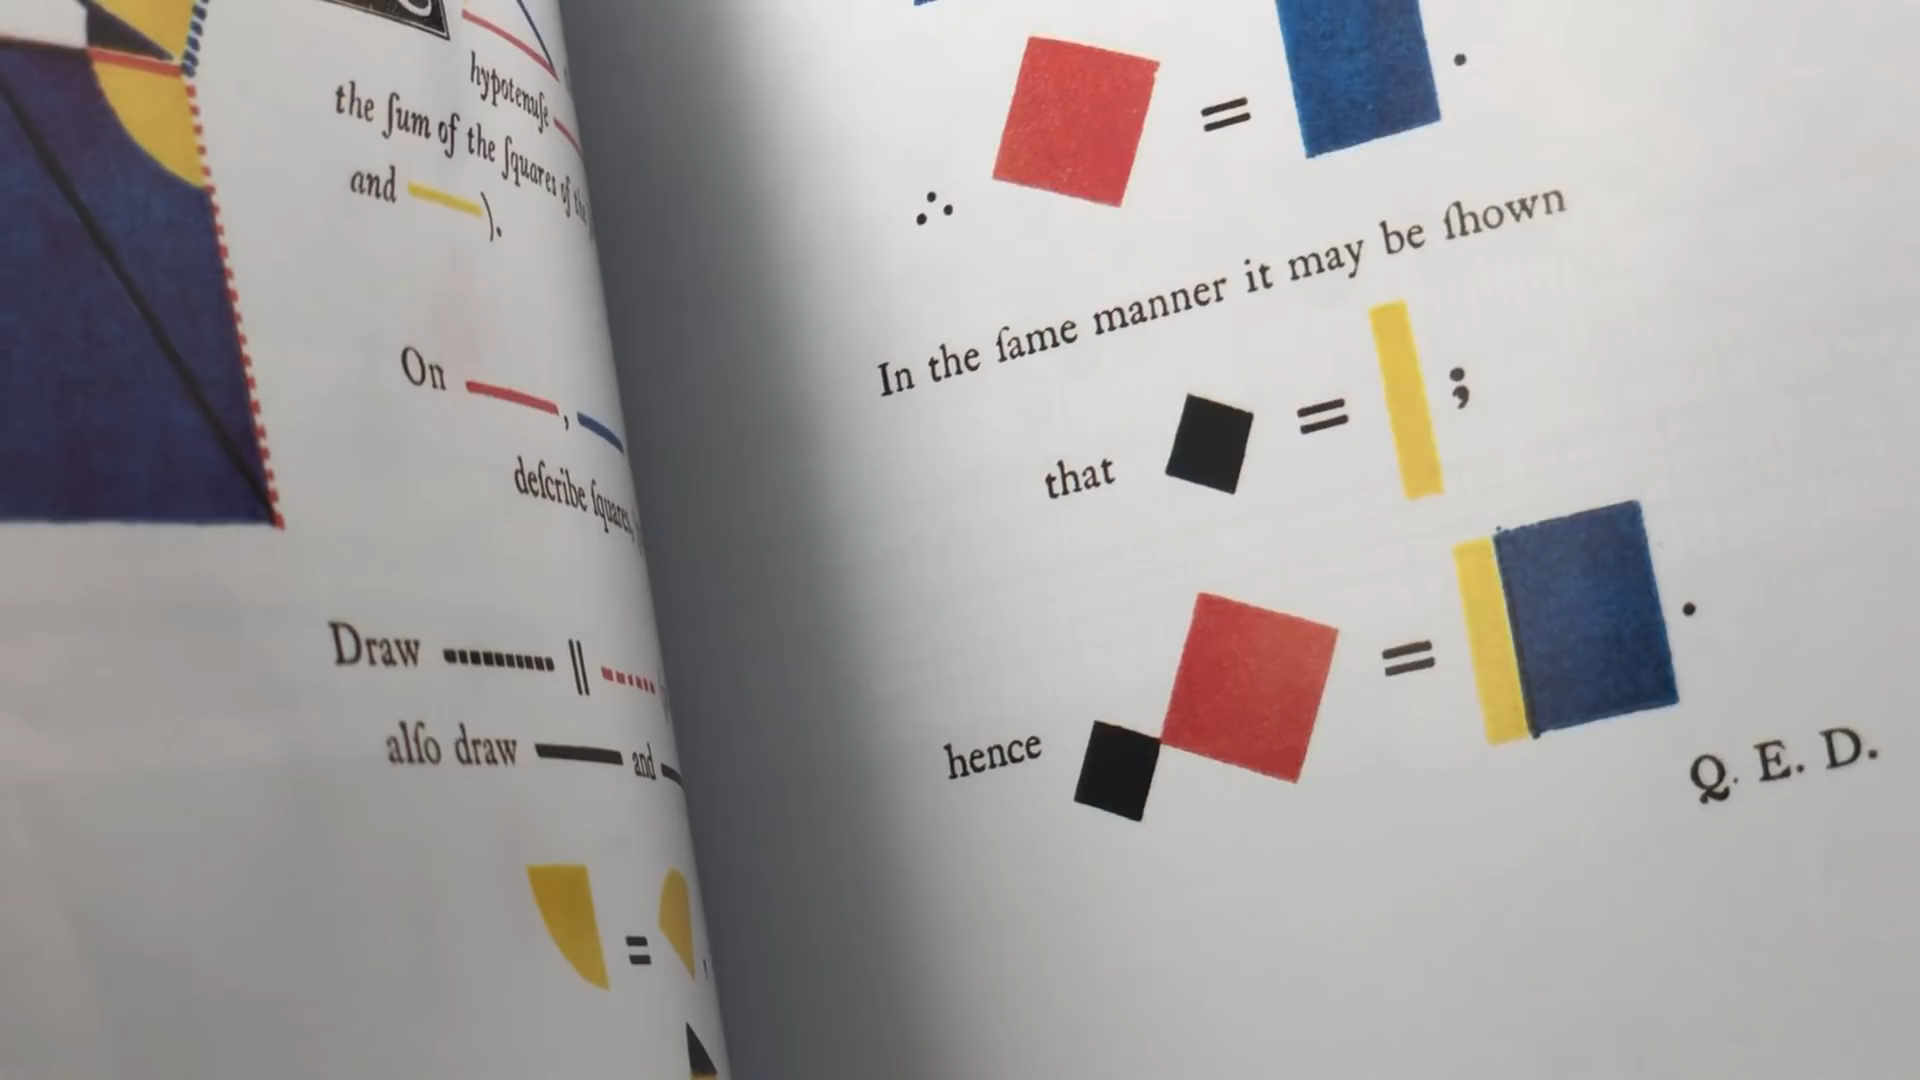 hypotenuſe
the ſum of the ſquares of the
and ).
On ,
deſcribe ſquares,
Draw ||
alſo draw and
= ,
∴ = .
In the ſame manner it may be ſhown
that = ;
hence = .
Q. E. D.